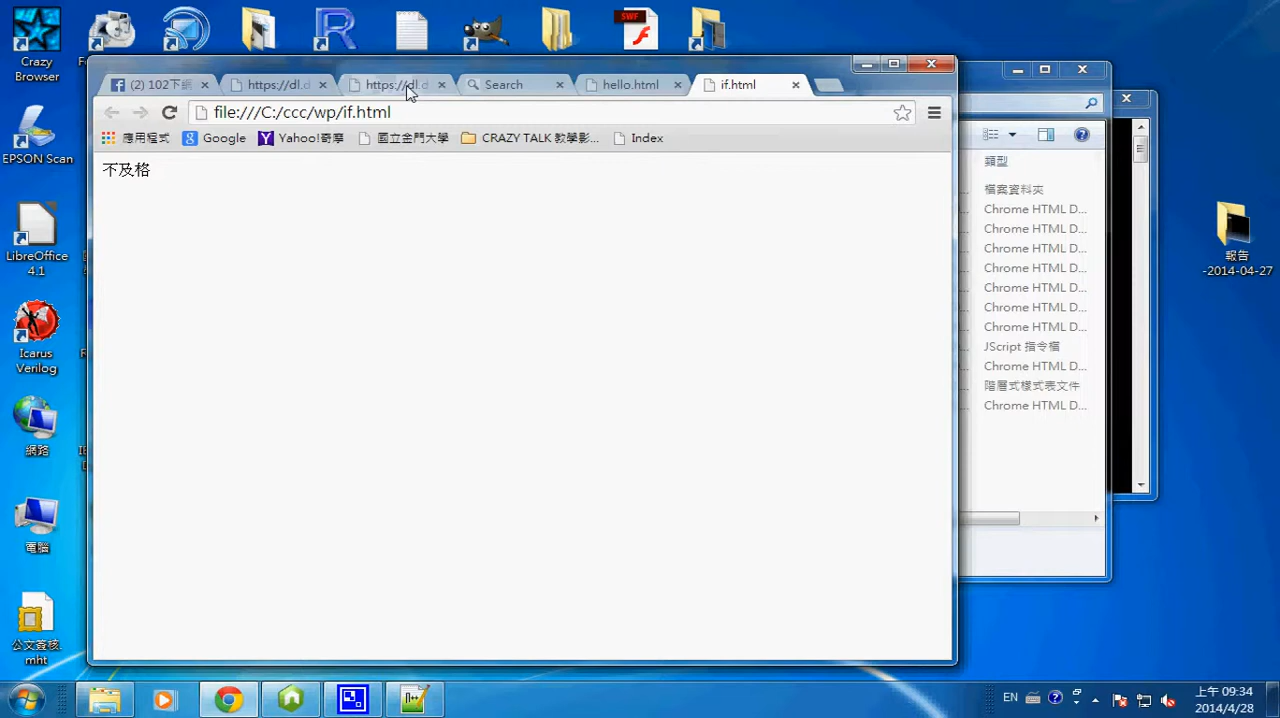 SWF
Crazy
Browser
EPSON Scan
LibreOffice
4.1
Icarus
Verilog
網路
電腦
公文簽核.
mht
(2) 102下
https://dl.d
https://dl.d
Search
hello.html
if.html
file:///C:/ccc/wp/if.html
應用程式
Google
Yahoo!奇摩
國立金門大學
CRAZY TALK 教學影...
Index
不及格
類型
檔案資料夾
Chrome HTML D...
Chrome HTML D...
Chrome HTML D...
Chrome HTML D...
Chrome HTML D...
Chrome HTML D...
Chrome HTML D...
JScript 指令檔
Chrome HTML D...
階層式樣式表文件
Chrome HTML D...
報告
-2014-04-27
EN
上午 09:34
2014/4/28